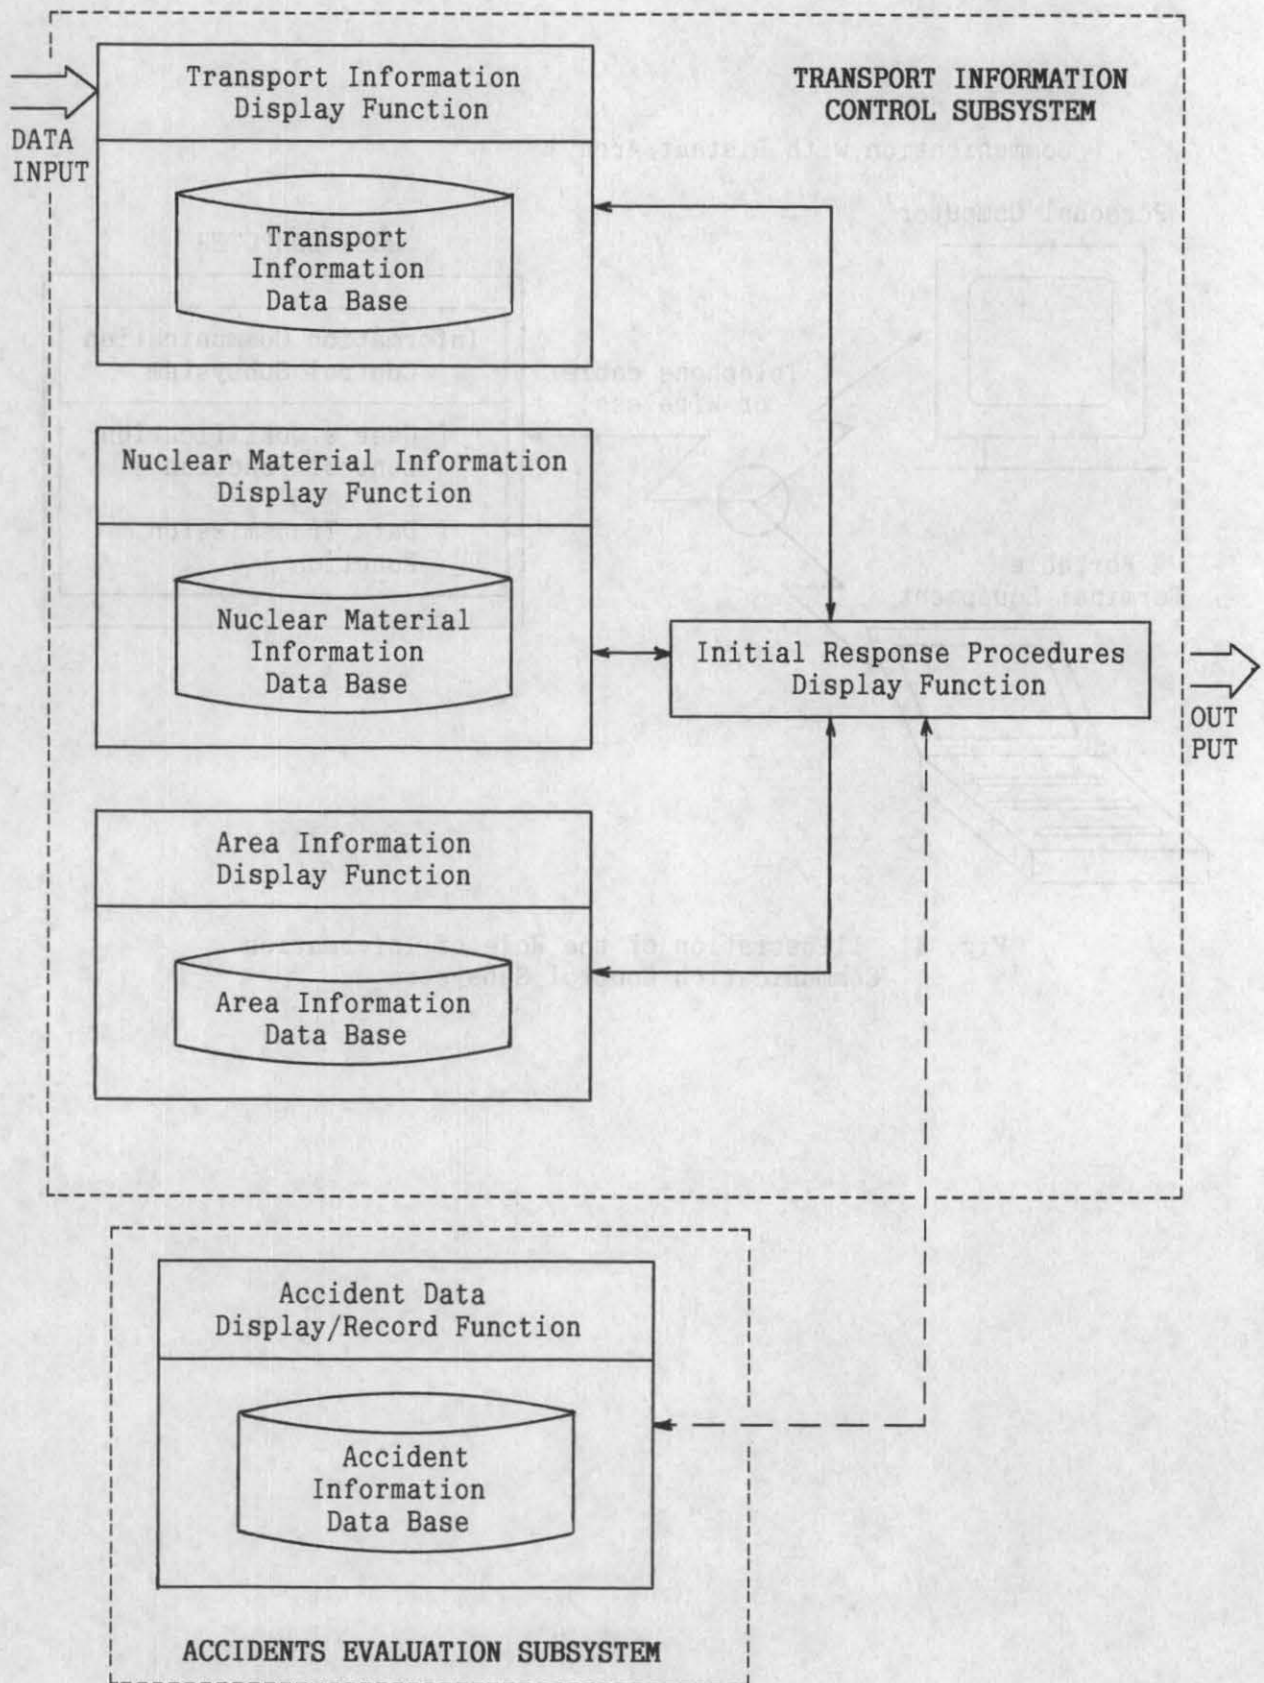 TRANSPORT INFORMATION
CONTROL SUBSYSTEM
DATA
INPUT
Transport Information
Display Function
Transport
Information
Data Base
Nuclear Material Information
Display Function
Nuclear Material
Information
Data Base
Initial Response Procedures
Display Function
OUT
PUT
Area Information
Display Function
Area Information
Data Base
Accident Data
Display/Record Function
Accident
Information
Data Base
ACCIDENTS EVALUATION SUBSYSTEM